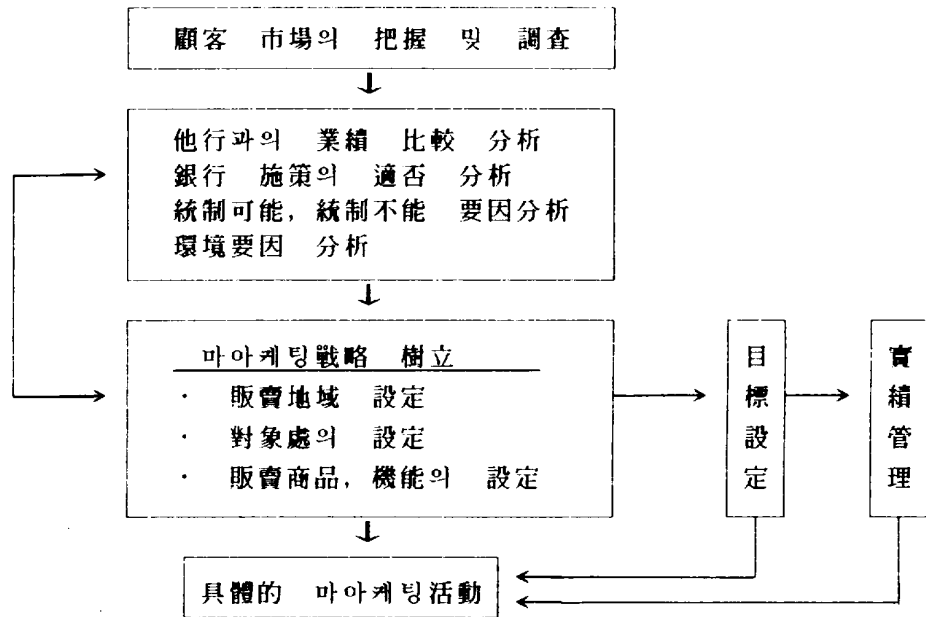 顧客 市場의 把握 및 調査
他行과의 業績 比較 分析
銀行 施策의 適否 分析
統制可能, 統制不能 要因分析
環境要因 分析
마아케팅戰略 樹立
· 販賣地域 設定
· 對象處의 設定
· 販賣商品, 機能의 設定
目標設定
實績管理
具體的 마아케팅活動